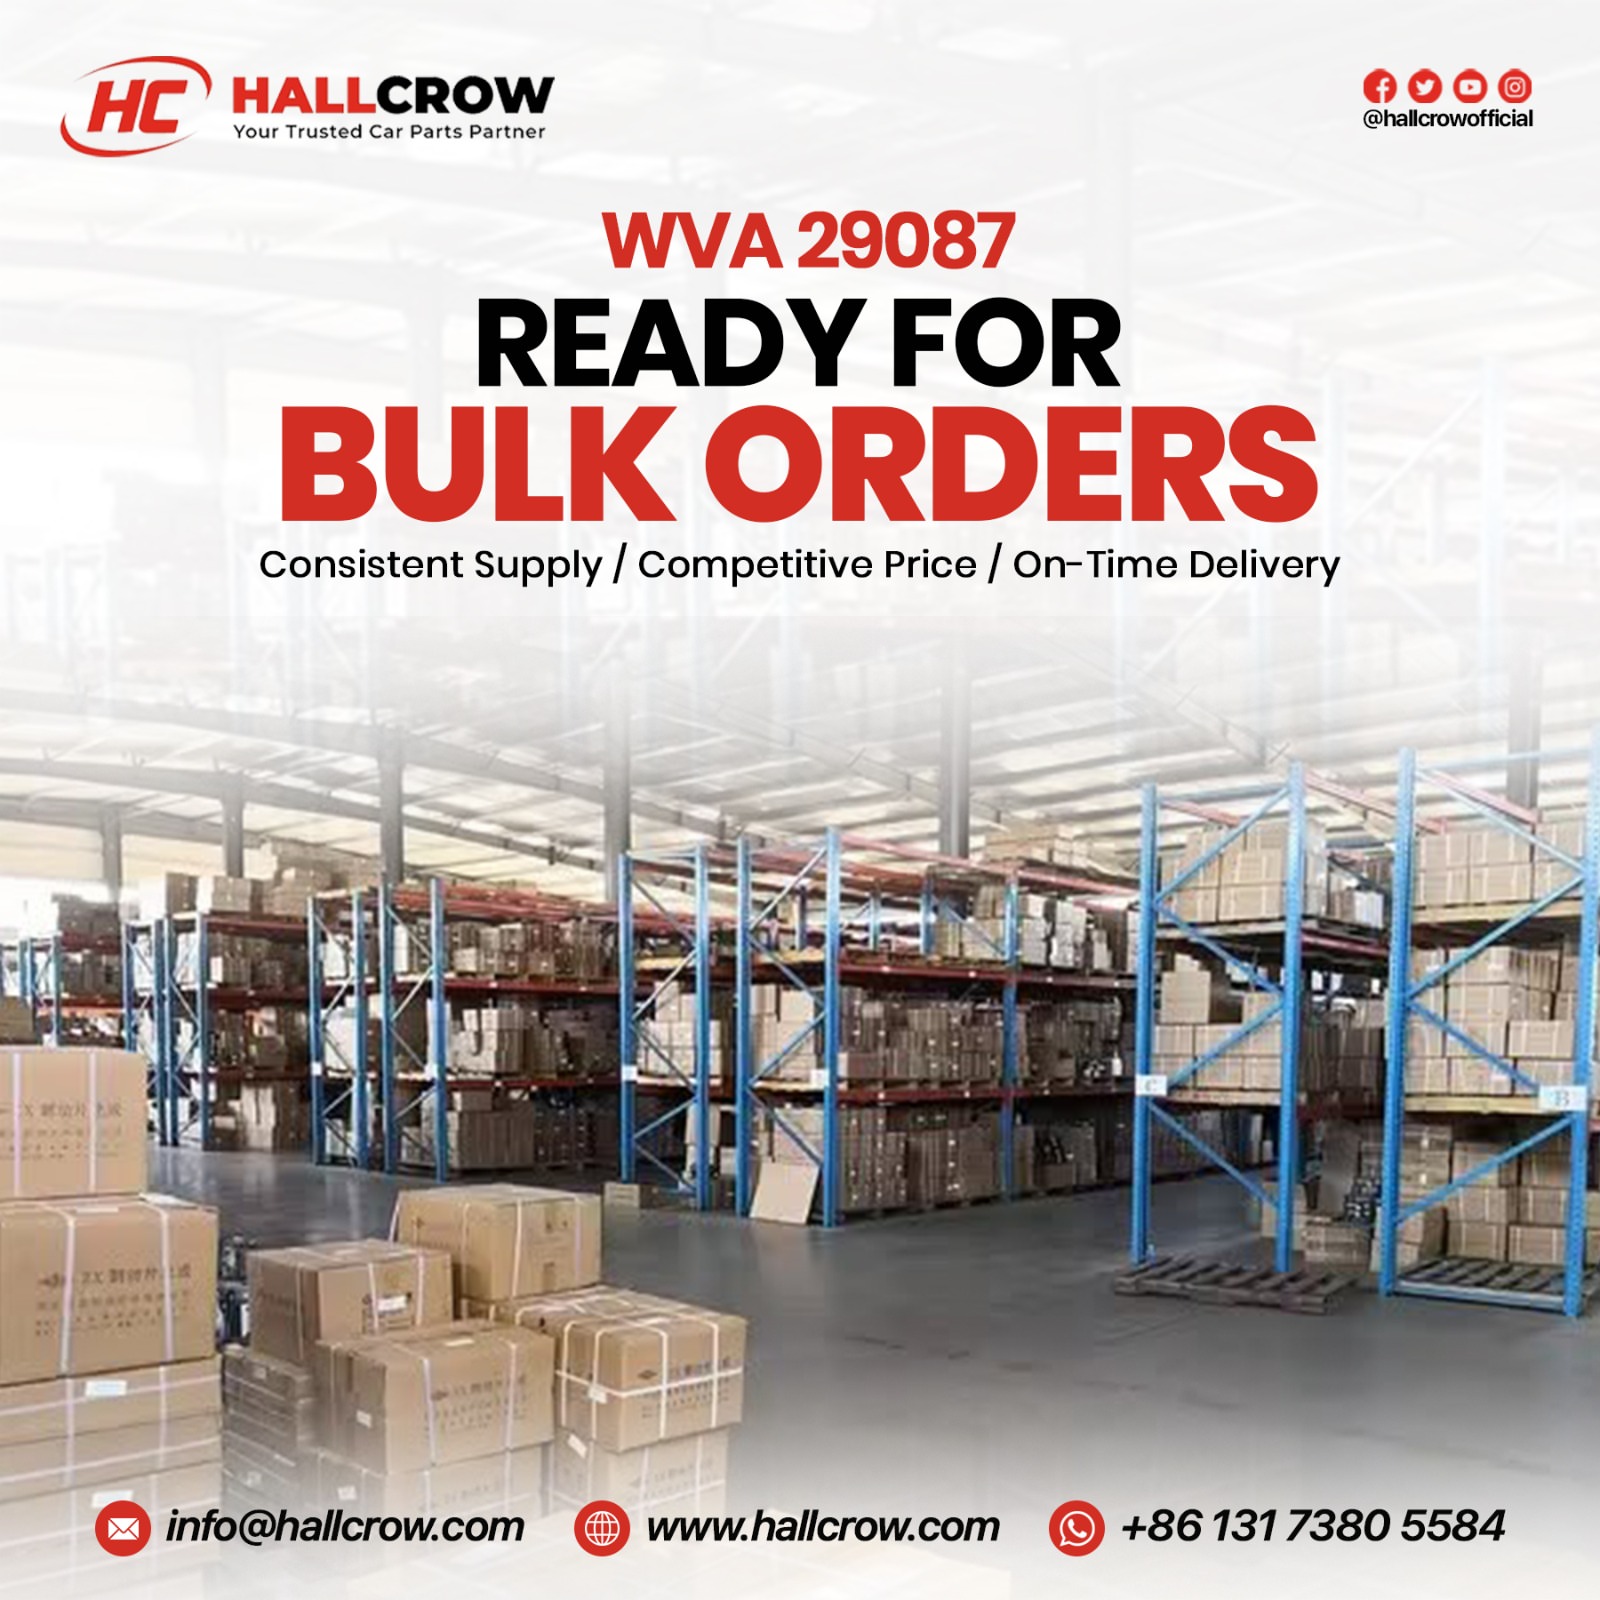 HC HALLCROW
Your Trusted Car Parts Partner
@hallcrowofficial
WVA 29087
READY FOR
BULK ORDERS
Consistent Supply / Competitive Price / On-Time Delivery
C
B
info@hallcrow.com
www.hallcrow.com
+86 131 7380 5584